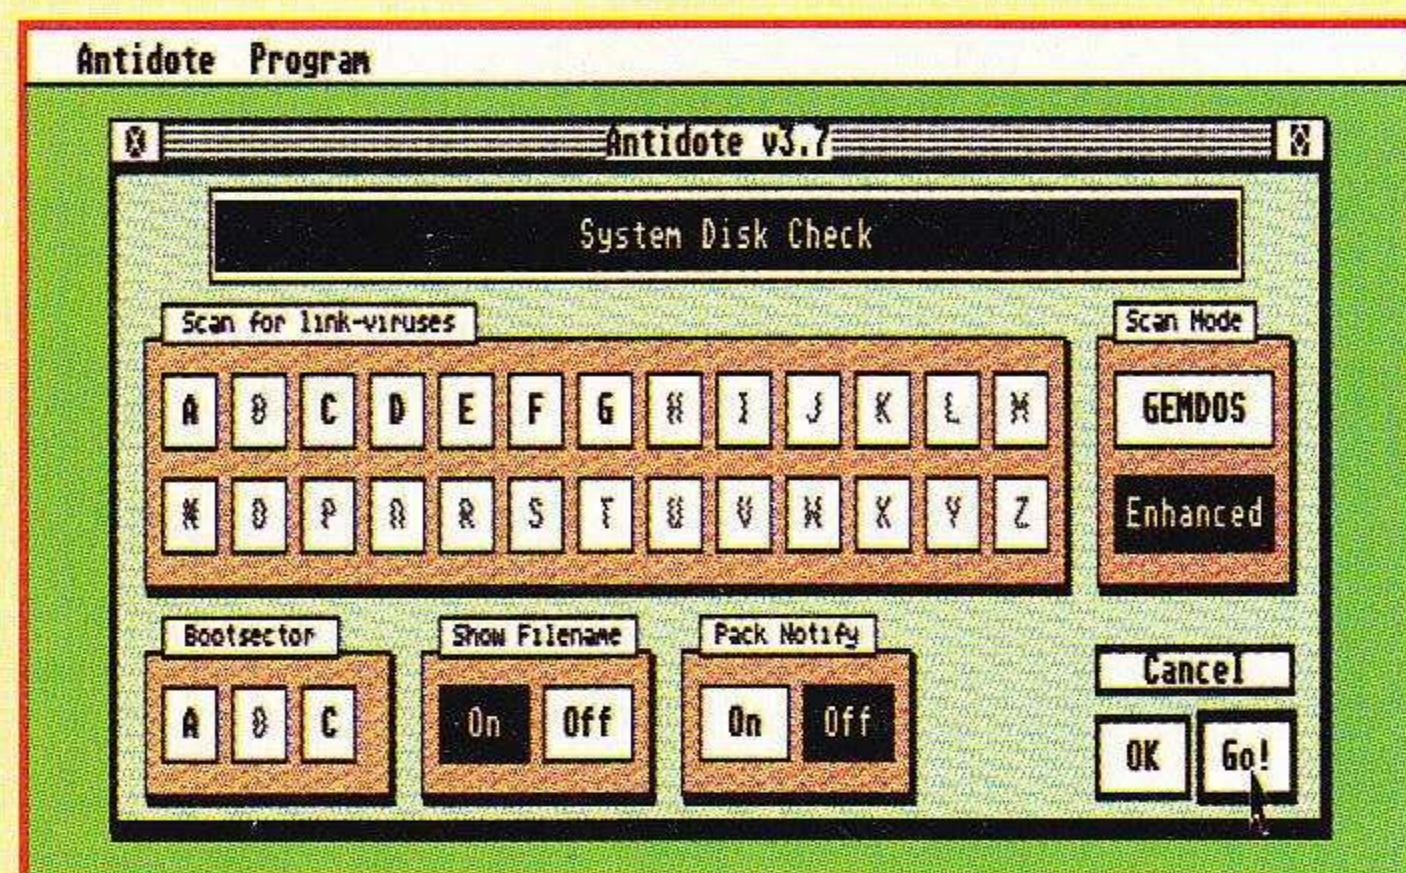 Antidote Program
Antidote v3.7
System Disk Check
Scan for link-viruses
Scan Mode
A B C D E F G H I J K L M
GEMDOS
N O P Q R S T U V W X Y Z
Enhanced
Bootsector
Show Filename
Pack Notify
A B C
On Off
On Off
Cancel
OK Go!